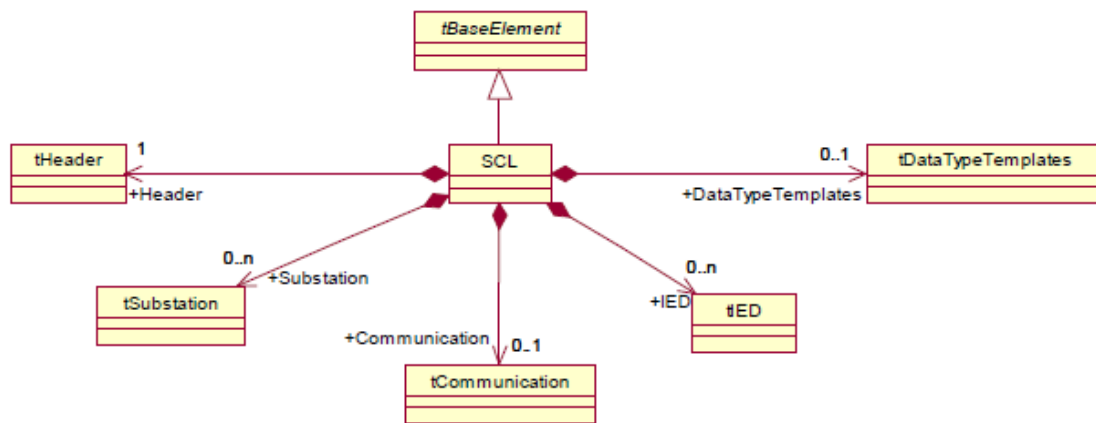 tBaseElement
1
tHeader
SCL
0..1
tDataTypeTemplates
+Header
+DataTypeTemplates
0..n
+Substation
0..n
tSubstation
+IED
tIED
+Communication
0..1
tCommunication